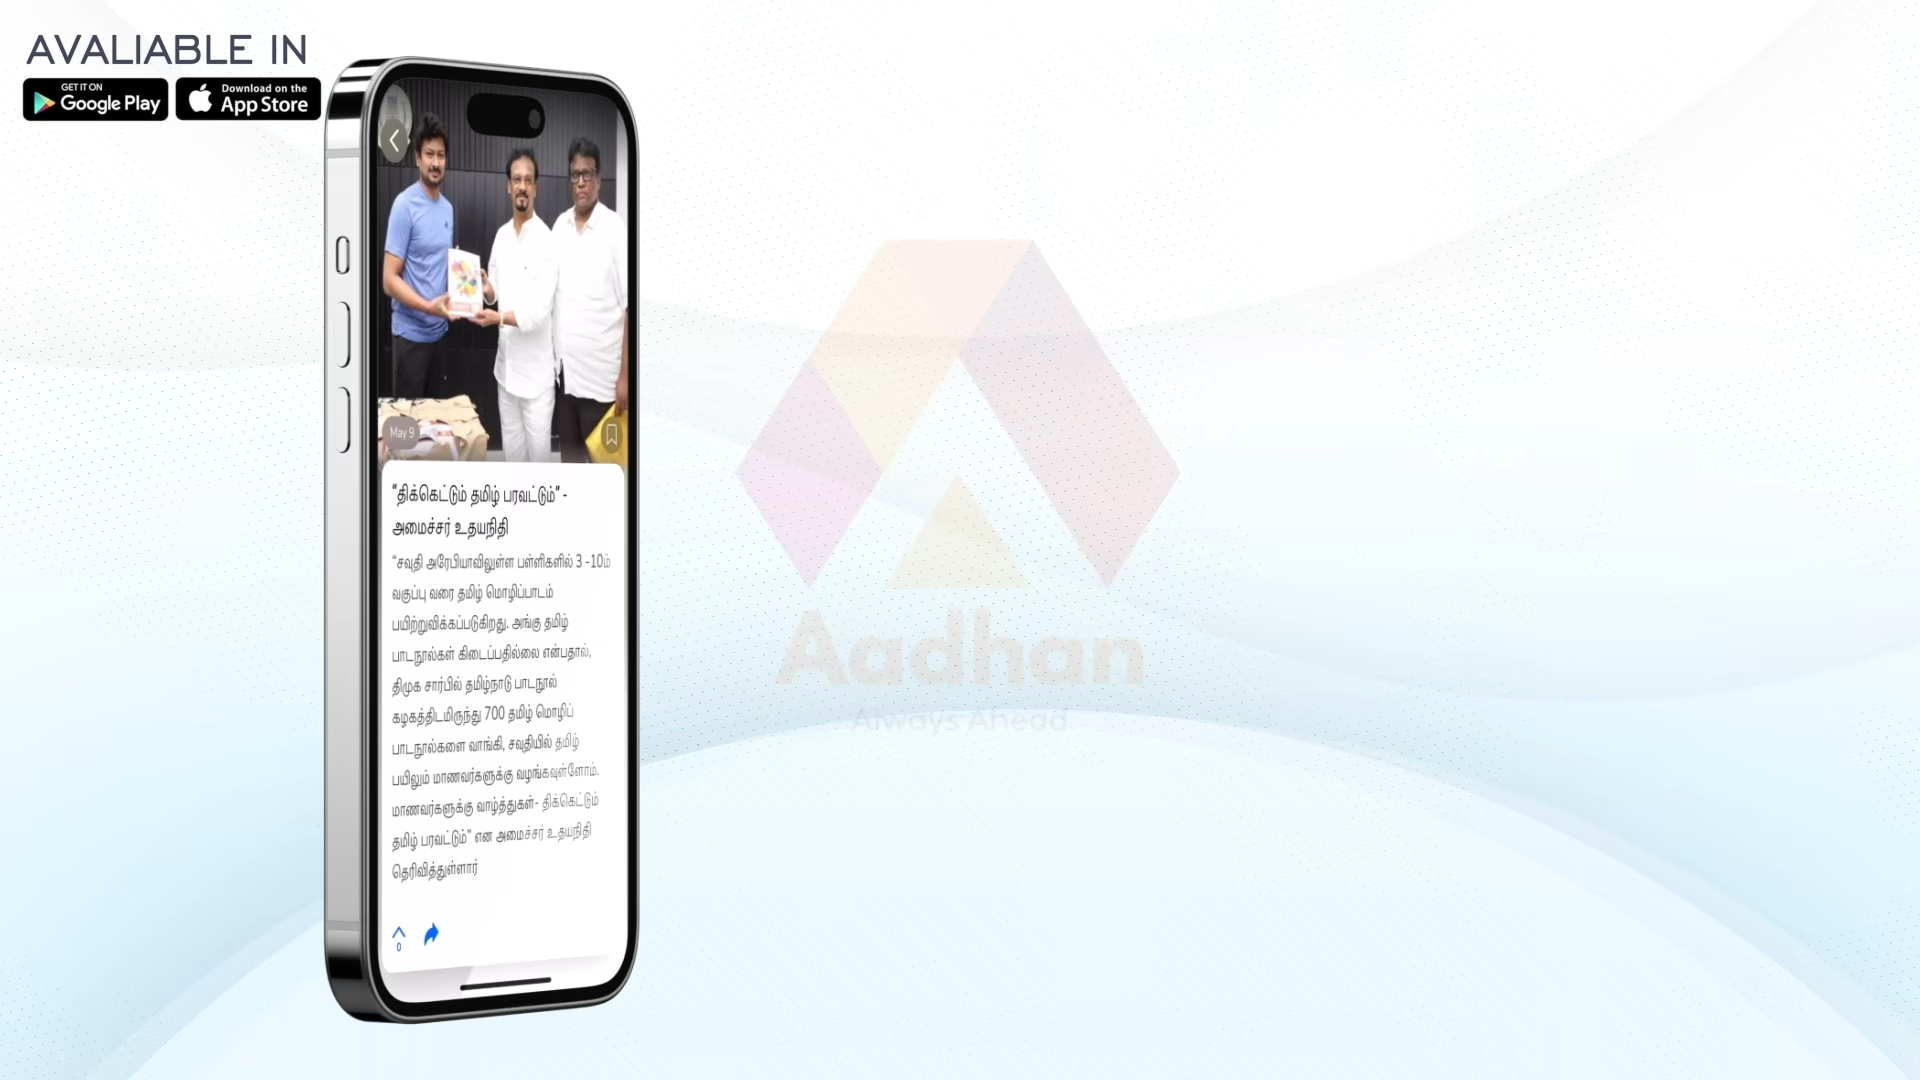 AVALIABLE IN
GET IT ON
Google Play
Download on the
App Store
May 9
“திக்கெட்டும் தமிழ் பரவட்டும்” -
அமைச்சர் உதயநிதி
“சவுதி அரேபியாவிலுள்ள பள்ளிகளில் 3 -10ம்
வகுப்பு வரை தமிழ் மொழிப்பாடம்
பயிற்றுவிக்கப்படுகிறது. அங்கு தமிழ்
பாடநூல்கள் கிடைப்பதில்லை என்பதால்,
திமுக சார்பில் தமிழ்நாடு பாடநூல்
கழகத்திடமிருந்து 700 தமிழ் மொழிப்
பாடநூல்களை வாங்கி, சவுதியில் தமிழ்
பயிலும் மாணவர்களுக்கு வழங்கவுள்ளோம்.
மாணவர்களுக்கு வாழ்த்துகள்- திக்கெட்டும்
தமிழ் பரவட்டும்” என அமைச்சர் உதயநிதி
தெரிவித்துள்ளார்
0
Aadhan
Always Ahead